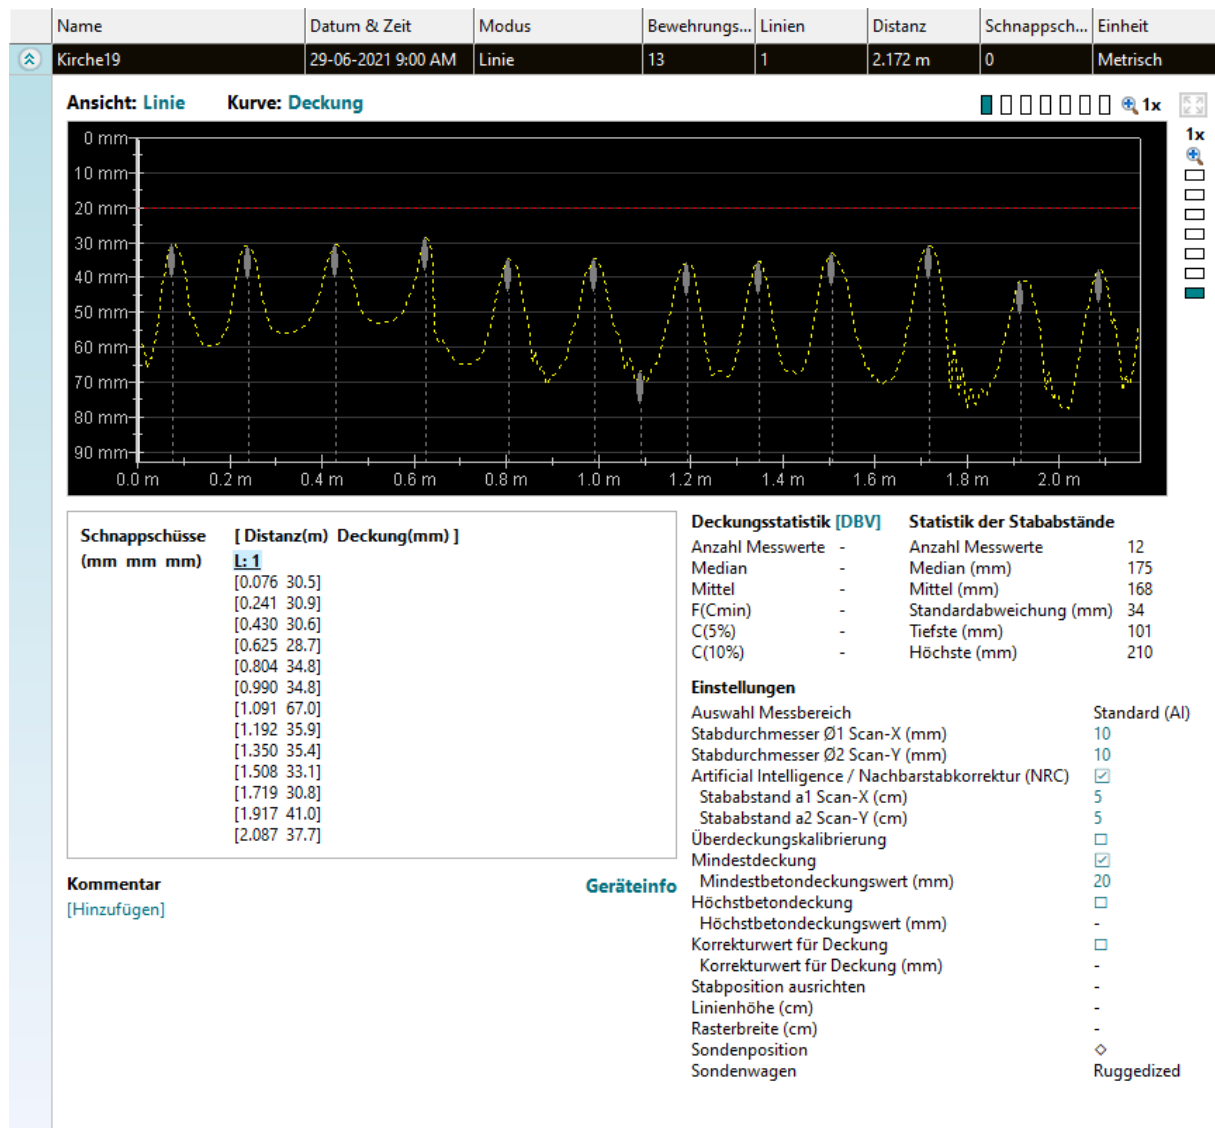 Name Datum & Zeit Modus Bewehrungs... Linien Distanz Schnappsch... Einheit
Kirche19 29-06-2021 9:00 AM Linie 13 1 2.172 m 0 Metrisch
Ansicht: Linie Kurve: Deckung 1x
1x
0 mm
10 mm
20 mm
30 mm
40 mm
50 mm
60 mm
70 mm
80 mm
90 mm
0.0 m 0.2 m 0.4 m 0.6 m 0.8 m 1.0 m 1.2 m 1.4 m 1.6 m 1.8 m 2.0 m
Schnappschüsse [ Distanz(m) Deckung(mm) ]
(mm mm mm) L: 1
[0.076 30.5]
[0.241 30.9]
[0.430 30.6]
[0.625 28.7]
[0.804 34.8]
[0.990 34.8]
[1.091 67.0]
[1.192 35.9]
[1.350 35.4]
[1.508 33.1]
[1.719 30.8]
[1.917 41.0]
[2.087 37.7]
Kommentar Geräteinfo
[Hinzufügen]
Deckungsstatistik [DBV] Statistik der Stababstände
Anzahl Messwerte - Anzahl Messwerte 12
Median - Median (mm) 175
Mittel - Mittel (mm) 168
F(Cmin) - Standardabweichung (mm) 34
C(5%) - Tiefste (mm) 101
C(10%) - Höchste (mm) 210
Einstellungen
Auswahl Messbereich Standard (AI)
Stabdurchmesser Ø1 Scan-X (mm) 10
Stabdurchmesser Ø2 Scan-Y (mm) 10
Artificial Intelligence / Nachbarstabkorrektur (NRC) ☑
Stababstand a1 Scan-X (cm) 5
Stababstand a2 Scan-Y (cm) 5
Überdeckungskalibrierung ☐
Mindestdeckung ☑
Mindestbetondeckungswert (mm) 20
Höchstbetondeckung ☐
Höchstbetondeckungswert (mm) -
Korrekturwert für Deckung ☐
Korrekturwert für Deckung (mm) -
Stabposition ausrichten -
Linienhöhe (cm) -
Rasterbreite (cm) -
Sondenposition ◇
Sondenwagen Ruggedized